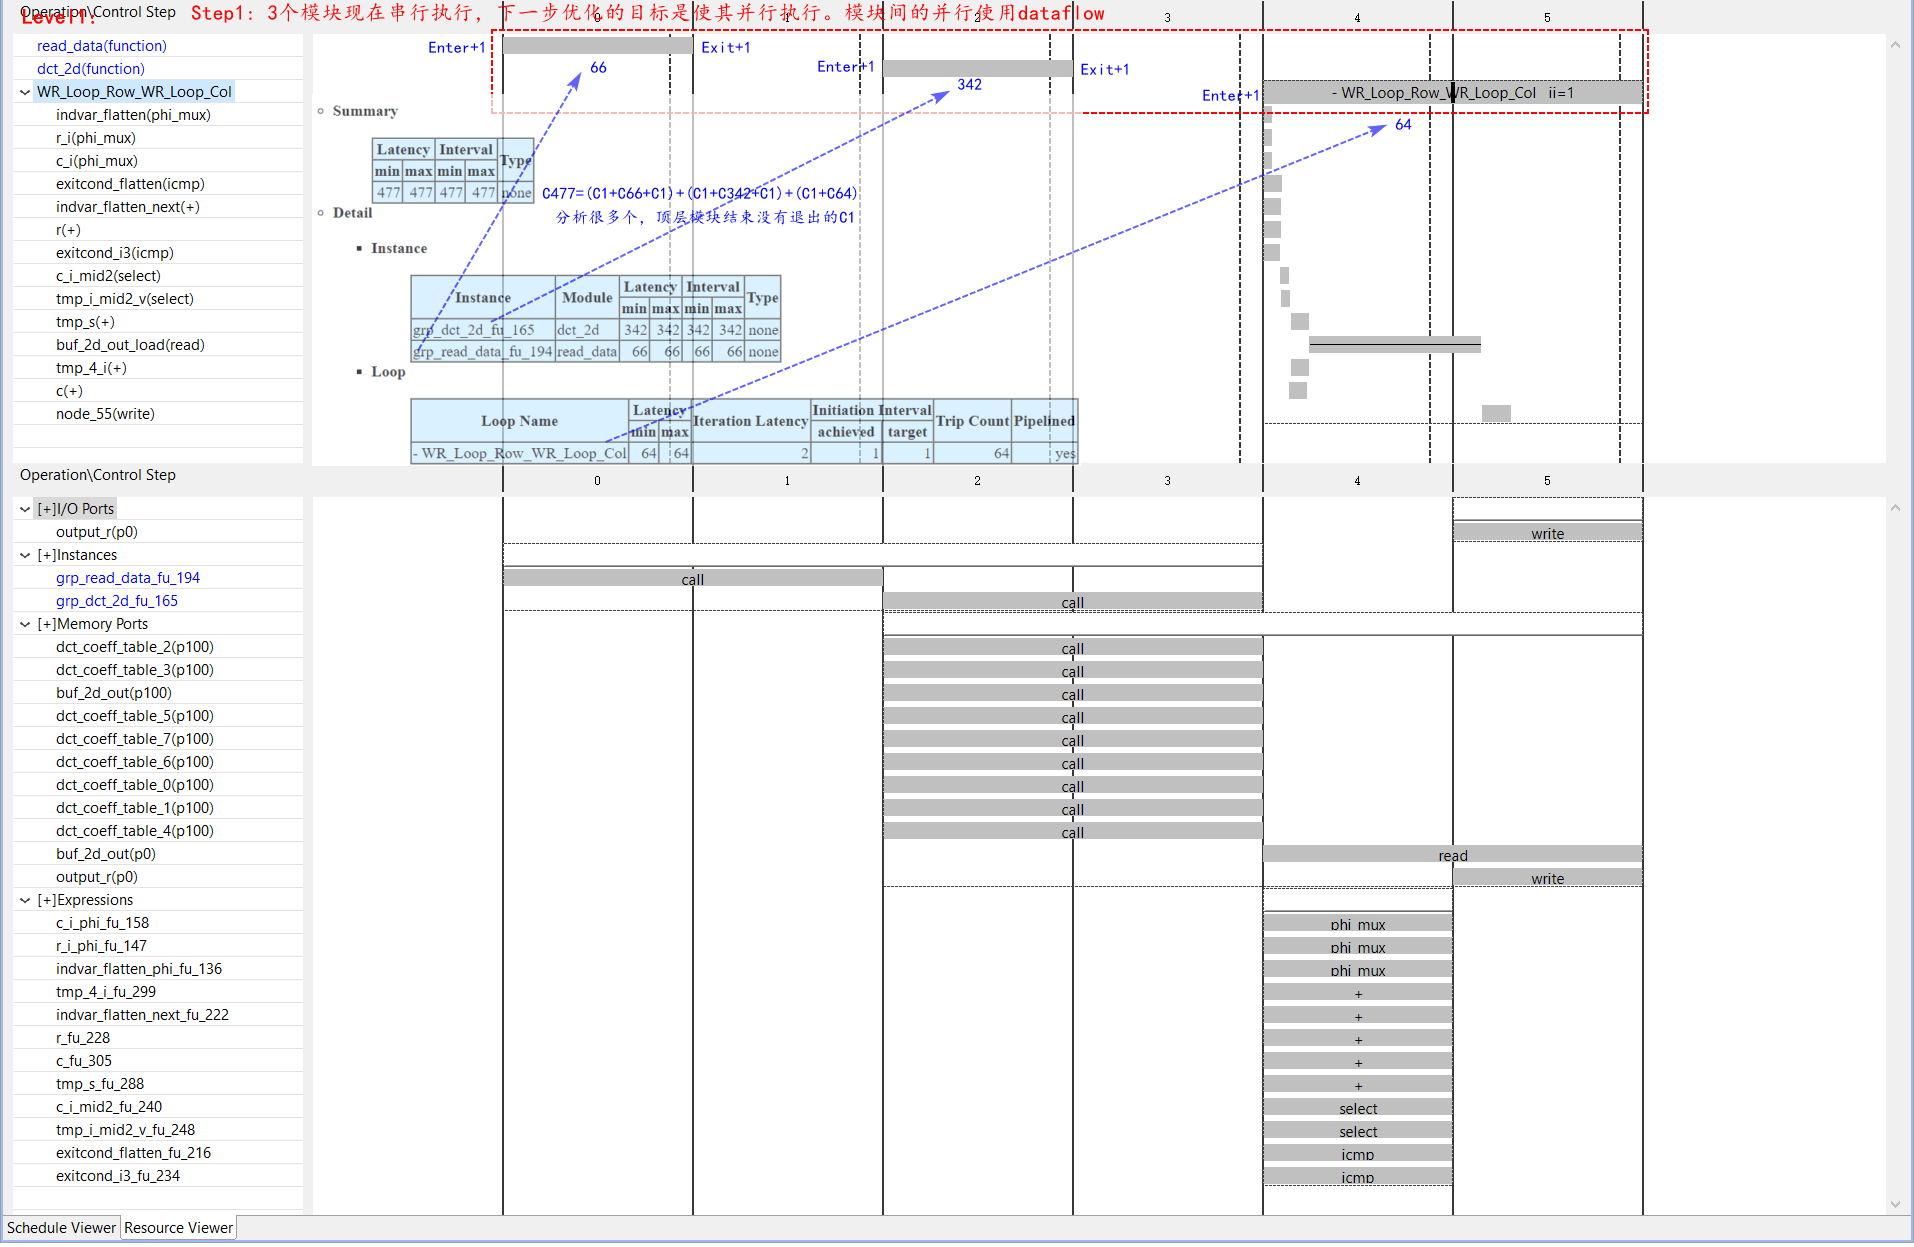 Operation\Control Step
Level1:
Step1: 3个模块现在串行执行，下一步优化的目标是使其并行执行。模块间的并行使用dataflow
0 1 2 3 4 5
read_data(function)
dct_2d(function)
WR_Loop_Row_WR_Loop_Col
indvar_flatten(phi_mux)
r_i(phi_mux)
c_i(phi_mux)
exitcond_flatten(icmp)
indvar_flatten_next(+)
r(+)
exitcond_i3(icmp)
c_i_mid2(select)
tmp_i_mid2_v(select)
tmp_s(+)
buf_2d_out_load(read)
tmp_4_i(+)
c(+)
node_55(write)
Enter+1
Exit+1
66
Enter+1
Exit+1
342
Enter+1
- WR_Loop_Row_WR_Loop_Col ii=1
64
Summary
Latency Interval Type
min max min max
477 477 477 477 none
C477=(C1+C66+C1)+(C1+C342+C1)+(C1+C64)
分析很多个，顶层模块结束没有退出的C1
Detail
Instance
Instance Module Latency Interval Type
min max min max
grp_dct_2d_fu_165 dct_2d 342 342 342 342 none
grp_read_data_fu_194 read_data 66 66 66 66 none
Loop
Loop Name Latency Iteration Latency Initiation Interval Trip Count Pipelined
min max achieved target
- WR_Loop_Row_WR_Loop_Col 64 64 2 1 1 64 yes
Operation\Control Step
0 1 2 3 4 5
[+]I/O Ports
output_r(p0) write
[+]Instances
grp_read_data_fu_194 call
grp_dct_2d_fu_165 call
[+]Memory Ports
dct_coeff_table_2(p100) call
dct_coeff_table_3(p100) call
buf_2d_out(p100) call
dct_coeff_table_5(p100) call
dct_coeff_table_7(p100) call
dct_coeff_table_6(p100) call
dct_coeff_table_0(p100) call
dct_coeff_table_1(p100) call
dct_coeff_table_4(p100) call
buf_2d_out(p0) read
output_r(p0) write
[+]Expressions
c_i_phi_fu_158 phi_mux
r_i_phi_fu_147 phi_mux
indvar_flatten_phi_fu_136 phi_mux
tmp_4_i_fu_299 +
indvar_flatten_next_fu_222 +
r_fu_228 +
c_fu_305 +
tmp_s_fu_288 +
c_i_mid2_fu_240 select
tmp_i_mid2_v_fu_248 select
exitcond_flatten_fu_216 icmp
exitcond_i3_fu_234 icmp
Schedule Viewer Resource Viewer